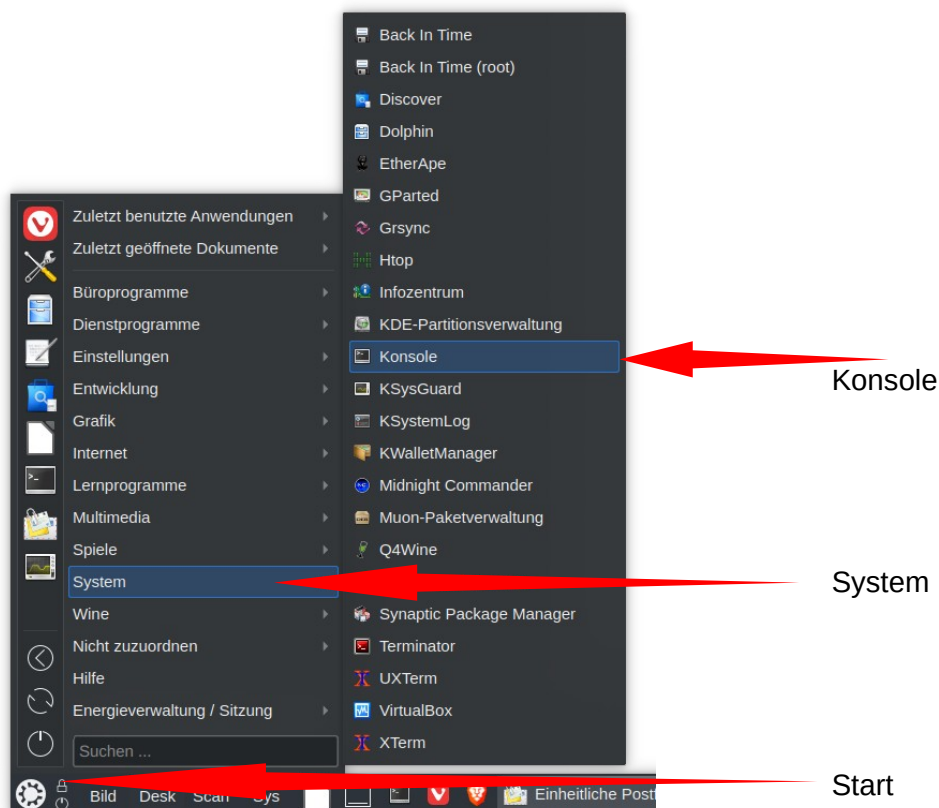 Back In Time
Back In Time (root)
Discover
Dolphin
EtherApe
GParted
Grsync
Htop
Infozentrum
KDE-Partitionsverwaltung
Konsole
KSysGuard
KSystemLog
KWalletManager
Midnight Commander
Muon-Paketverwaltung
Q4Wine
Synaptic Package Manager
Terminator
UXTerm
VirtualBox
XTerm
Zuletzt benutzte Anwendungen
Zuletzt geöffnete Dokumente
Büroprogramme
Dienstprogramme
Einstellungen
Entwicklung
Grafik
Internet
Lernprogramme
Multimedia
Spiele
System
Wine
Nicht zuzuordnen
Hilfe
Energieverwaltung / Sitzung
Suchen ...
Bild Desk Scan Sys Einheitliche
Konsole
System
Start